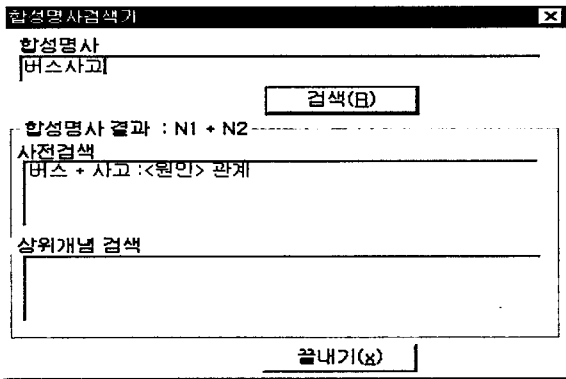 합성명사검색기
합성명사
버스사고
검색(R)
합성명사 결과 : N1 + N2
사전검색
버스 + 사고 :<원인> 관계
상위개념 검색
끝내기(x)